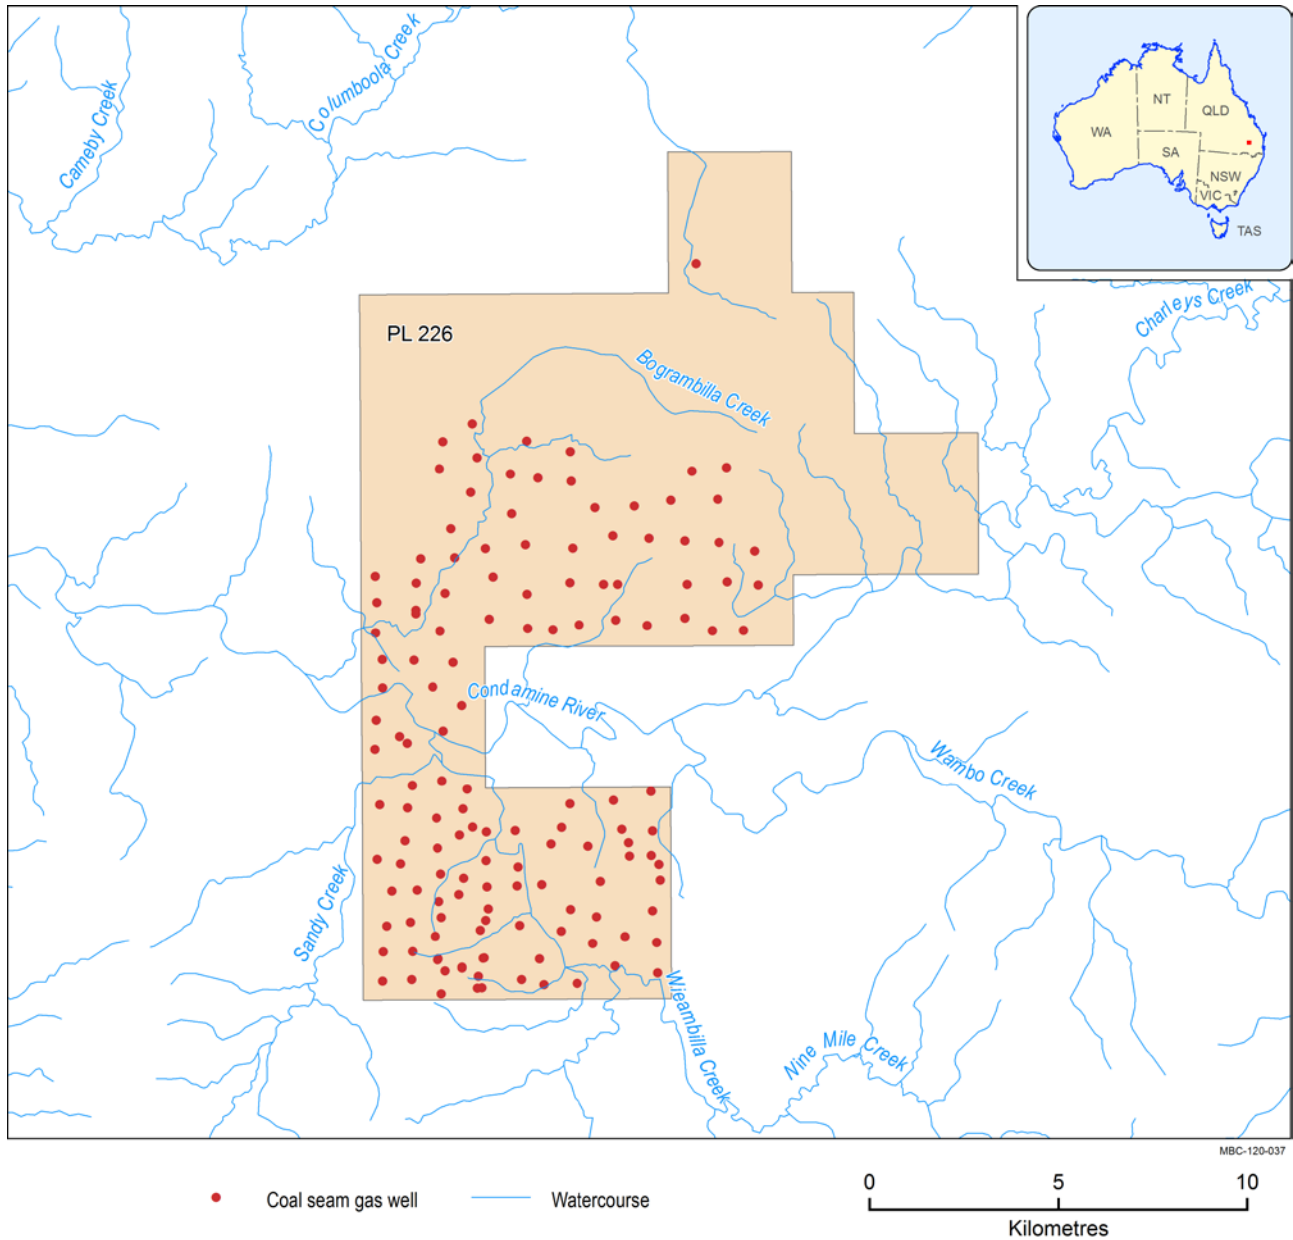 Cameby Creek
Columboola Creek
NT
QLD
WA
SA
NSW
VIC
TAS
Charleys Creek
PL 226
Bogrambilla Creek
Condamine River
Wambo Creek
Sandy Creek
Wieambilla Creek
Nine Mile Creek
MBC-120-037
Coal seam gas well
Watercourse
0 5 10
Kilometres